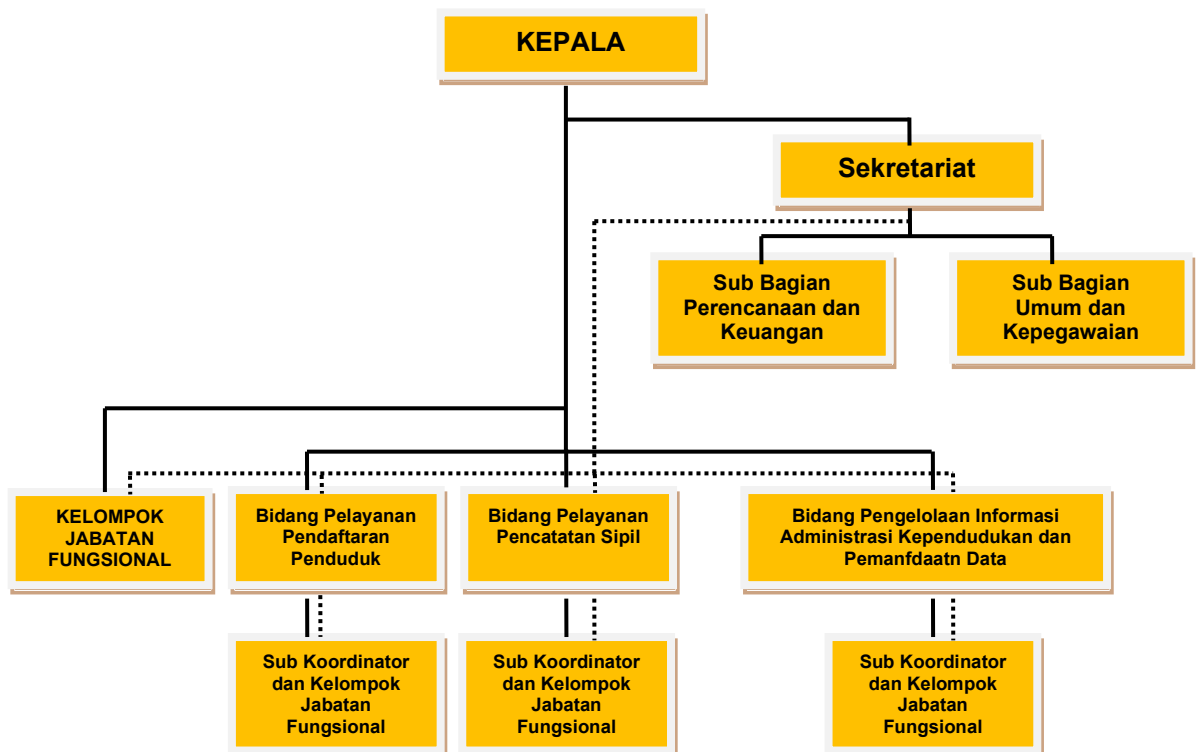 KEPALA
Sekretariat
Sub Bagian
Perencanaan dan
Keuangan
Sub Bagian
Umum dan
Kepegawaian
KELOMPOK
JABATAN
FUNGSIONAL
Bidang Pelayanan
Pendaftaran
Penduduk
Bidang Pelayanan
Pencatatan Sipil
Bidang Pengelolaan Informasi
Administrasi Kependudukan dan
Pemanfdaatn Data
Sub Koordinator
dan Kelompok
Jabatan
Fungsional
Sub Koordinator
dan Kelompok
Jabatan
Fungsional
Sub Koordinator
dan Kelompok
Jabatan
Fungsional